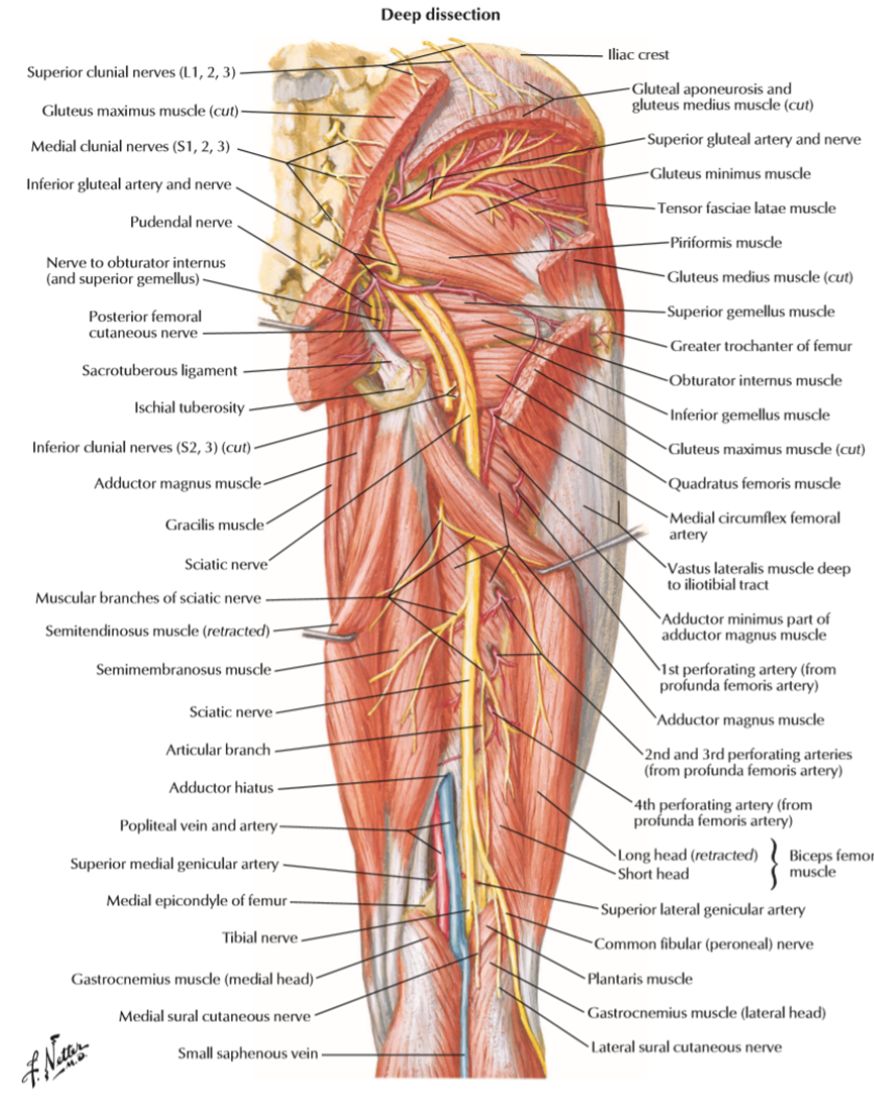 Deep dissection
Superior clunial nerves (L1, 2, 3)
Gluteus maximus muscle (cut)
Medial clunial nerves (S1, 2, 3)
Inferior gluteal artery and nerve
Pudendal nerve
Nerve to obturator internus
(and superior gemellus)
Posterior femoral
cutaneous nerve
Sacrotuberous ligament
Ischial tuberosity
Inferior clunial nerves (S2, 3) (cut)
Adductor magnus muscle
Gracilis muscle
Sciatic nerve
Muscular branches of sciatic nerve
Semitendinosus muscle (retracted)
Semimembranosus muscle
Sciatic nerve
Articular branch
Adductor hiatus
Popliteal vein and artery
Superior medial genicular artery
Medial epicondyle of femur
Tibial nerve
Gastrocnemius muscle (medial head)
Medial sural cutaneous nerve
Small saphenous vein
Iliac crest
Gluteal aponeurosis and
gluteus medius muscle (cut)
Superior gluteal artery and nerve
Gluteus minimus muscle
Tensor fasciae latae muscle
Piriformis muscle
Gluteus medius muscle (cut)
Superior gemellus muscle
Greater trochanter of femur
Obturator internus muscle
Inferior gemellus muscle
Gluteus maximus muscle (cut)
Quadratus femoris muscle
Medial circumflex femoral
artery
Vastus lateralis muscle deep
to iliotibial tract
Adductor minimus part of
adductor magnus muscle
1st perforating artery (from
profunda femoris artery)
Adductor magnus muscle
2nd and 3rd perforating arteries
(from profunda femoris artery)
4th perforating artery (from
profunda femoris artery)
Long head (retracted)
Short head
Biceps femor
muscle
Superior lateral genicular artery
Common fibular (peroneal) nerve
Plantaris muscle
Gastrocnemius muscle (lateral head)
Lateral sural cutaneous nerve
F. Netter
M.D.